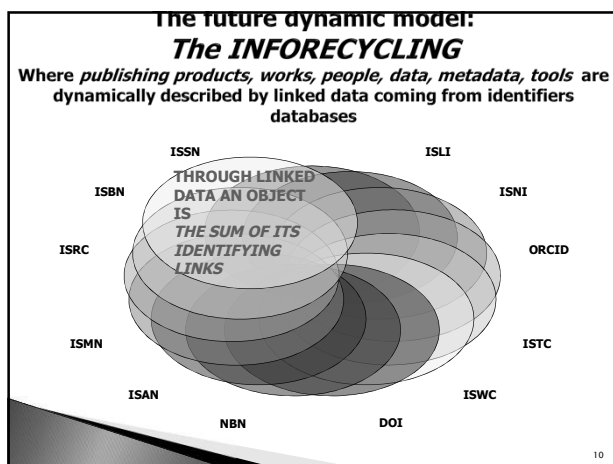 The future dynamic model:
The INFORECYCLING
Where publishing products, works, people, data, metadata, tools are
dynamically described by linked data coming from identifiers
databases
ISSN
ISLI
THROUGH LINKED
DATA AN OBJECT
IS
THE SUM OF ITS
IDENTIFYING
LINKS
ISBN
ISNI
ISRC
ORCID
ISMN
ISTC
ISAN
ISWC
NBN
DOI
10